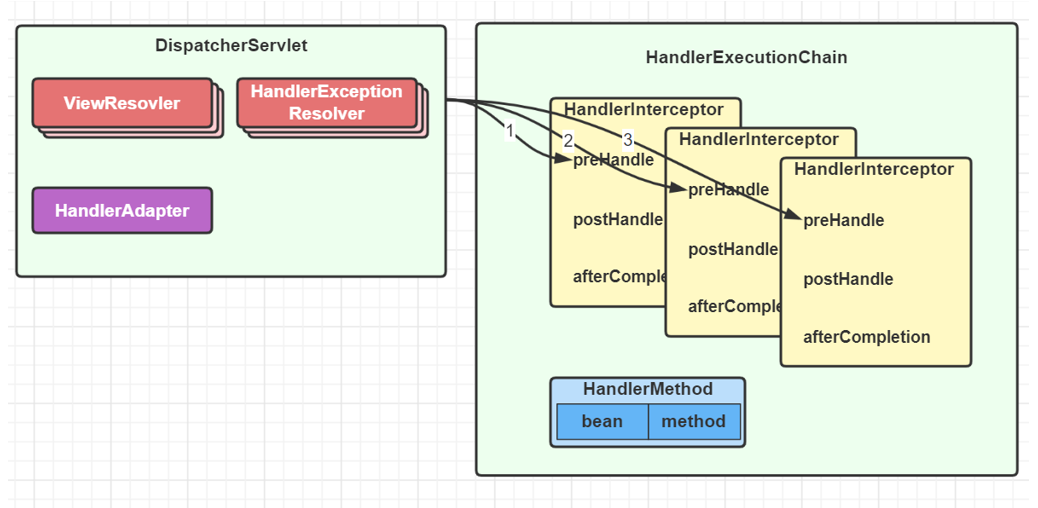 DispatcherServlet
ViewResovler
HandlerException
Resolver
HandlerAdapter
HandlerExecutionChain
HandlerInterceptor
1
preHandle
postHandle
afterComple
HandlerInterceptor
2
preHandle
postHandle
afterComple
HandlerInterceptor
3
preHandle
postHandle
afterCompletion
HandlerMethod
bean
method